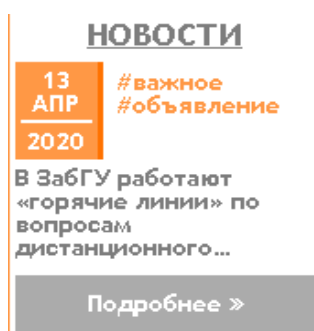 НОВОСТИ
13
АПР
2020
#важное
#объявление
В ЗабГУ работают
«горячие линии» по
вопросам
дистанционного...
Подробнее »